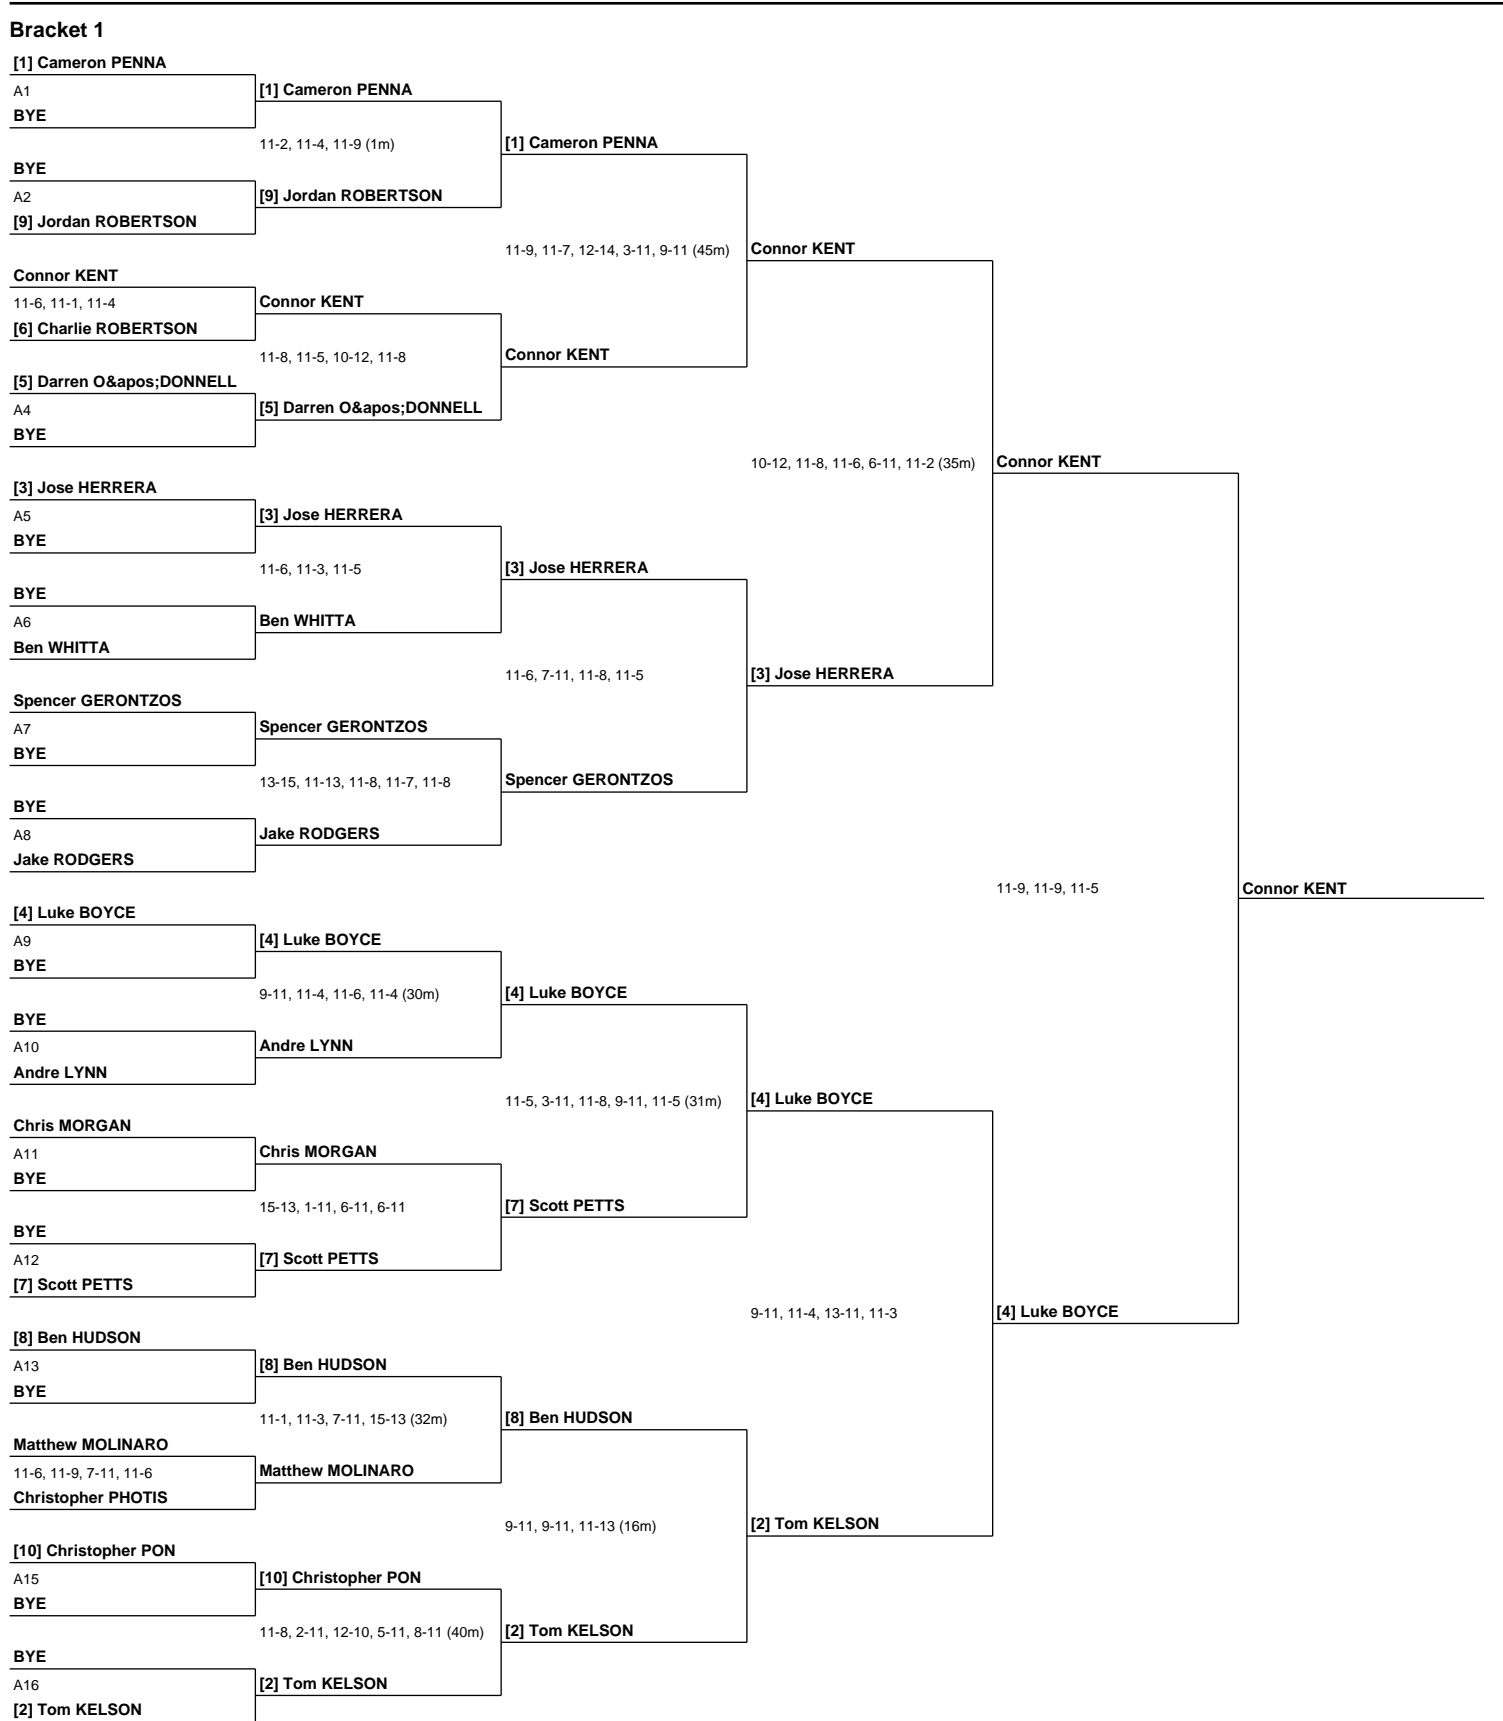 Bracket 1
[1] Cameron PENNA
A1
BYE
[1] Cameron PENNA
11-2, 11-4, 11-9 (1m)
[1] Cameron PENNA
BYE
A2
[9] Jordan ROBERTSON
[9] Jordan ROBERTSON
11-9, 11-7, 12-14, 3-11, 9-11 (45m)
Connor KENT
Connor KENT
11-6, 11-1, 11-4
[6] Charlie ROBERTSON
Connor KENT
11-8, 11-5, 10-12, 11-8
Connor KENT
[5] Darren O&apos;DONNELL
A4
BYE
[5] Darren O&apos;DONNELL
10-12, 11-8, 11-6, 6-11, 11-2 (35m)
Connor KENT
[3] Jose HERRERA
A5
BYE
[3] Jose HERRERA
11-6, 11-3, 11-5
[3] Jose HERRERA
BYE
A6
Ben WHITTA
Ben WHITTA
11-6, 7-11, 11-8, 11-5
[3] Jose HERRERA
Spencer GERONTZOS
A7
BYE
Spencer GERONTZOS
13-15, 11-13, 11-8, 11-7, 11-8
Spencer GERONTZOS
BYE
A8
Jake RODGERS
Jake RODGERS
11-9, 11-9, 11-5
Connor KENT
[4] Luke BOYCE
A9
BYE
[4] Luke BOYCE
9-11, 11-4, 11-6, 11-4 (30m)
[4] Luke BOYCE
BYE
A10
Andre LYNN
Andre LYNN
11-5, 3-11, 11-8, 9-11, 11-5 (31m)
[4] Luke BOYCE
Chris MORGAN
A11
BYE
Chris MORGAN
15-13, 1-11, 6-11, 6-11
[7] Scott PETTS
BYE
A12
[7] Scott PETTS
[7] Scott PETTS
9-11, 11-4, 13-11, 11-3
[4] Luke BOYCE
[8] Ben HUDSON
A13
BYE
[8] Ben HUDSON
11-1, 11-3, 7-11, 15-13 (32m)
[8] Ben HUDSON
Matthew MOLINARO
11-6, 11-9, 7-11, 11-6
Christopher PHOTIS
Matthew MOLINARO
9-11, 9-11, 11-13 (16m)
[2] Tom KELSON
[10] Christopher PON
A15
BYE
[10] Christopher PON
11-8, 2-11, 12-10, 5-11, 8-11 (40m)
[2] Tom KELSON
BYE
A16
[2] Tom KELSON
[2] Tom KELSON